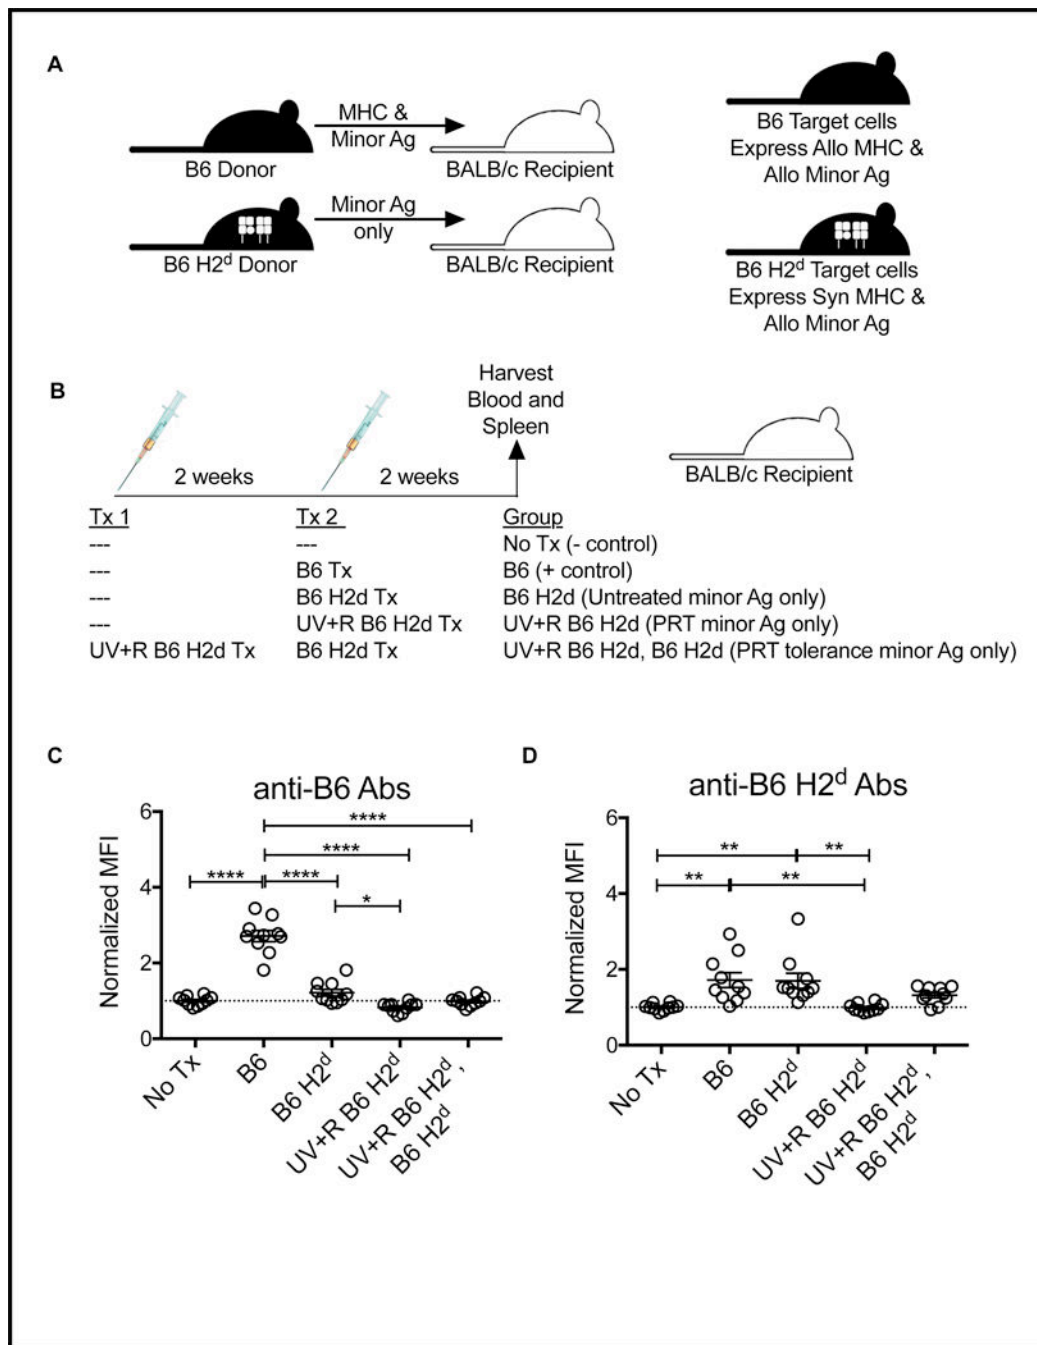 A
MHC &
Minor Ag
B6 Donor
BALB/c Recipient
B6 Target cells
Express Allo MHC &
Allo Minor Ag
Minor Ag
only
B6 H2d Donor
BALB/c Recipient
B6 H2d Target cells
Express Syn MHC &
Allo Minor Ag
B
Harvest
Blood and
Spleen
2 weeks
2 weeks
BALB/c Recipient
Tx 1 Tx 2 Group
--- --- No Tx (- control)
--- B6 Tx B6 (+ control)
--- B6 H2d Tx B6 H2d (Untreated minor Ag only)
--- UV+R B6 H2d Tx UV+R B6 H2d (PRT minor Ag only)
UV+R B6 H2d Tx B6 H2d Tx UV+R B6 H2d, B6 H2d (PRT tolerance minor Ag only)
C
anti-B6 Abs
Normalized MFI
6
4
2
0
****
****
**** ****
*
No Tx
B6
B6 H2d
UV+R B6 H2d
UV+R B6 H2d,
B6 H2d
D
anti-B6 H2d Abs
Normalized MFI
6
4
2
0
** **
** **
No Tx
B6
B6 H2d
UV+R B6 H2d
UV+R B6 H2d,
B6 H2d